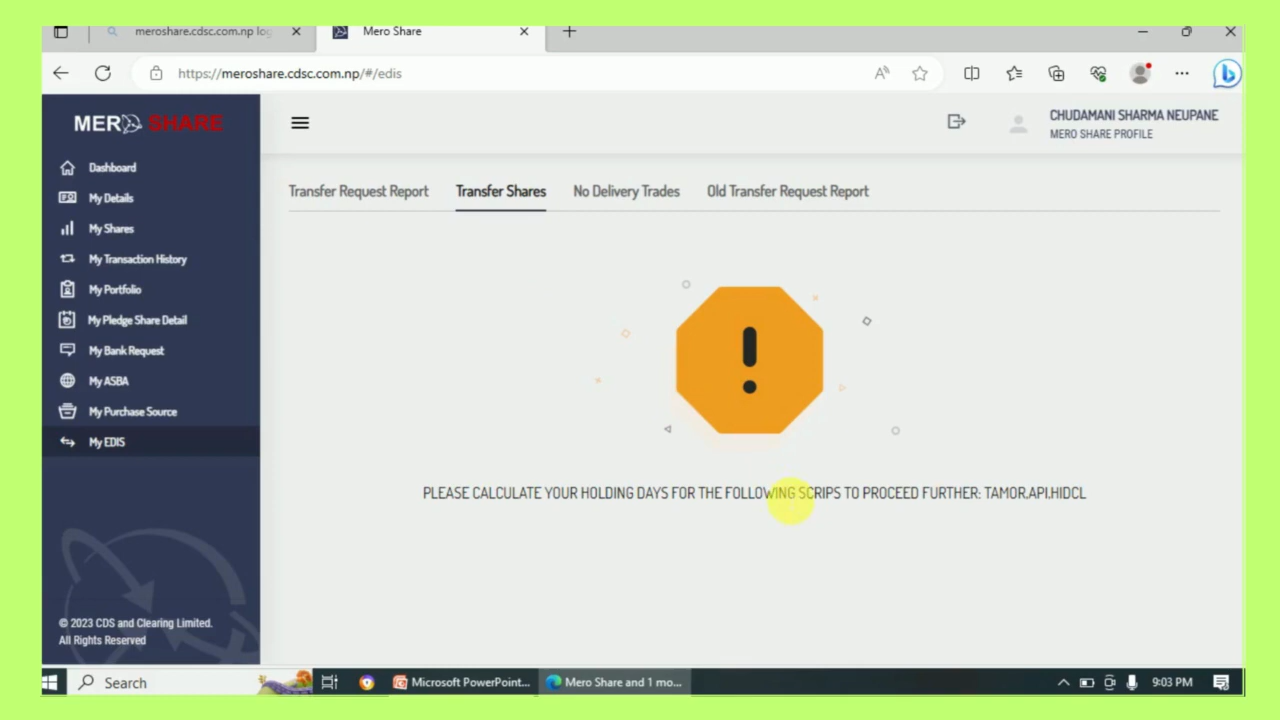 meroshare.cdsc.com.np log
Mero Share
https://meroshare.cdsc.com.np/#/edis
MERO SHARE
CHUDAMANI SHARMA NEUPANE
MERO SHARE PROFILE
Dashboard
My Details
My Shares
My Transaction History
My Portfolio
My Pledge Share Detail
My Bank Request
My ASBA
My Purchase Source
My EDIS
Transfer Request Report Transfer Shares No Delivery Trades Old Transfer Request Report
PLEASE CALCULATE YOUR HOLDING DAYS FOR THE FOLLOWING SCRIPS TO PROCEED FURTHER: TAMOR,API,HIDCL
© 2023 CDS and Clearing Limited.
All Rights Reserved
Search
Microsoft PowerPoint...
Mero Share and 1 mo...
9:03 PM